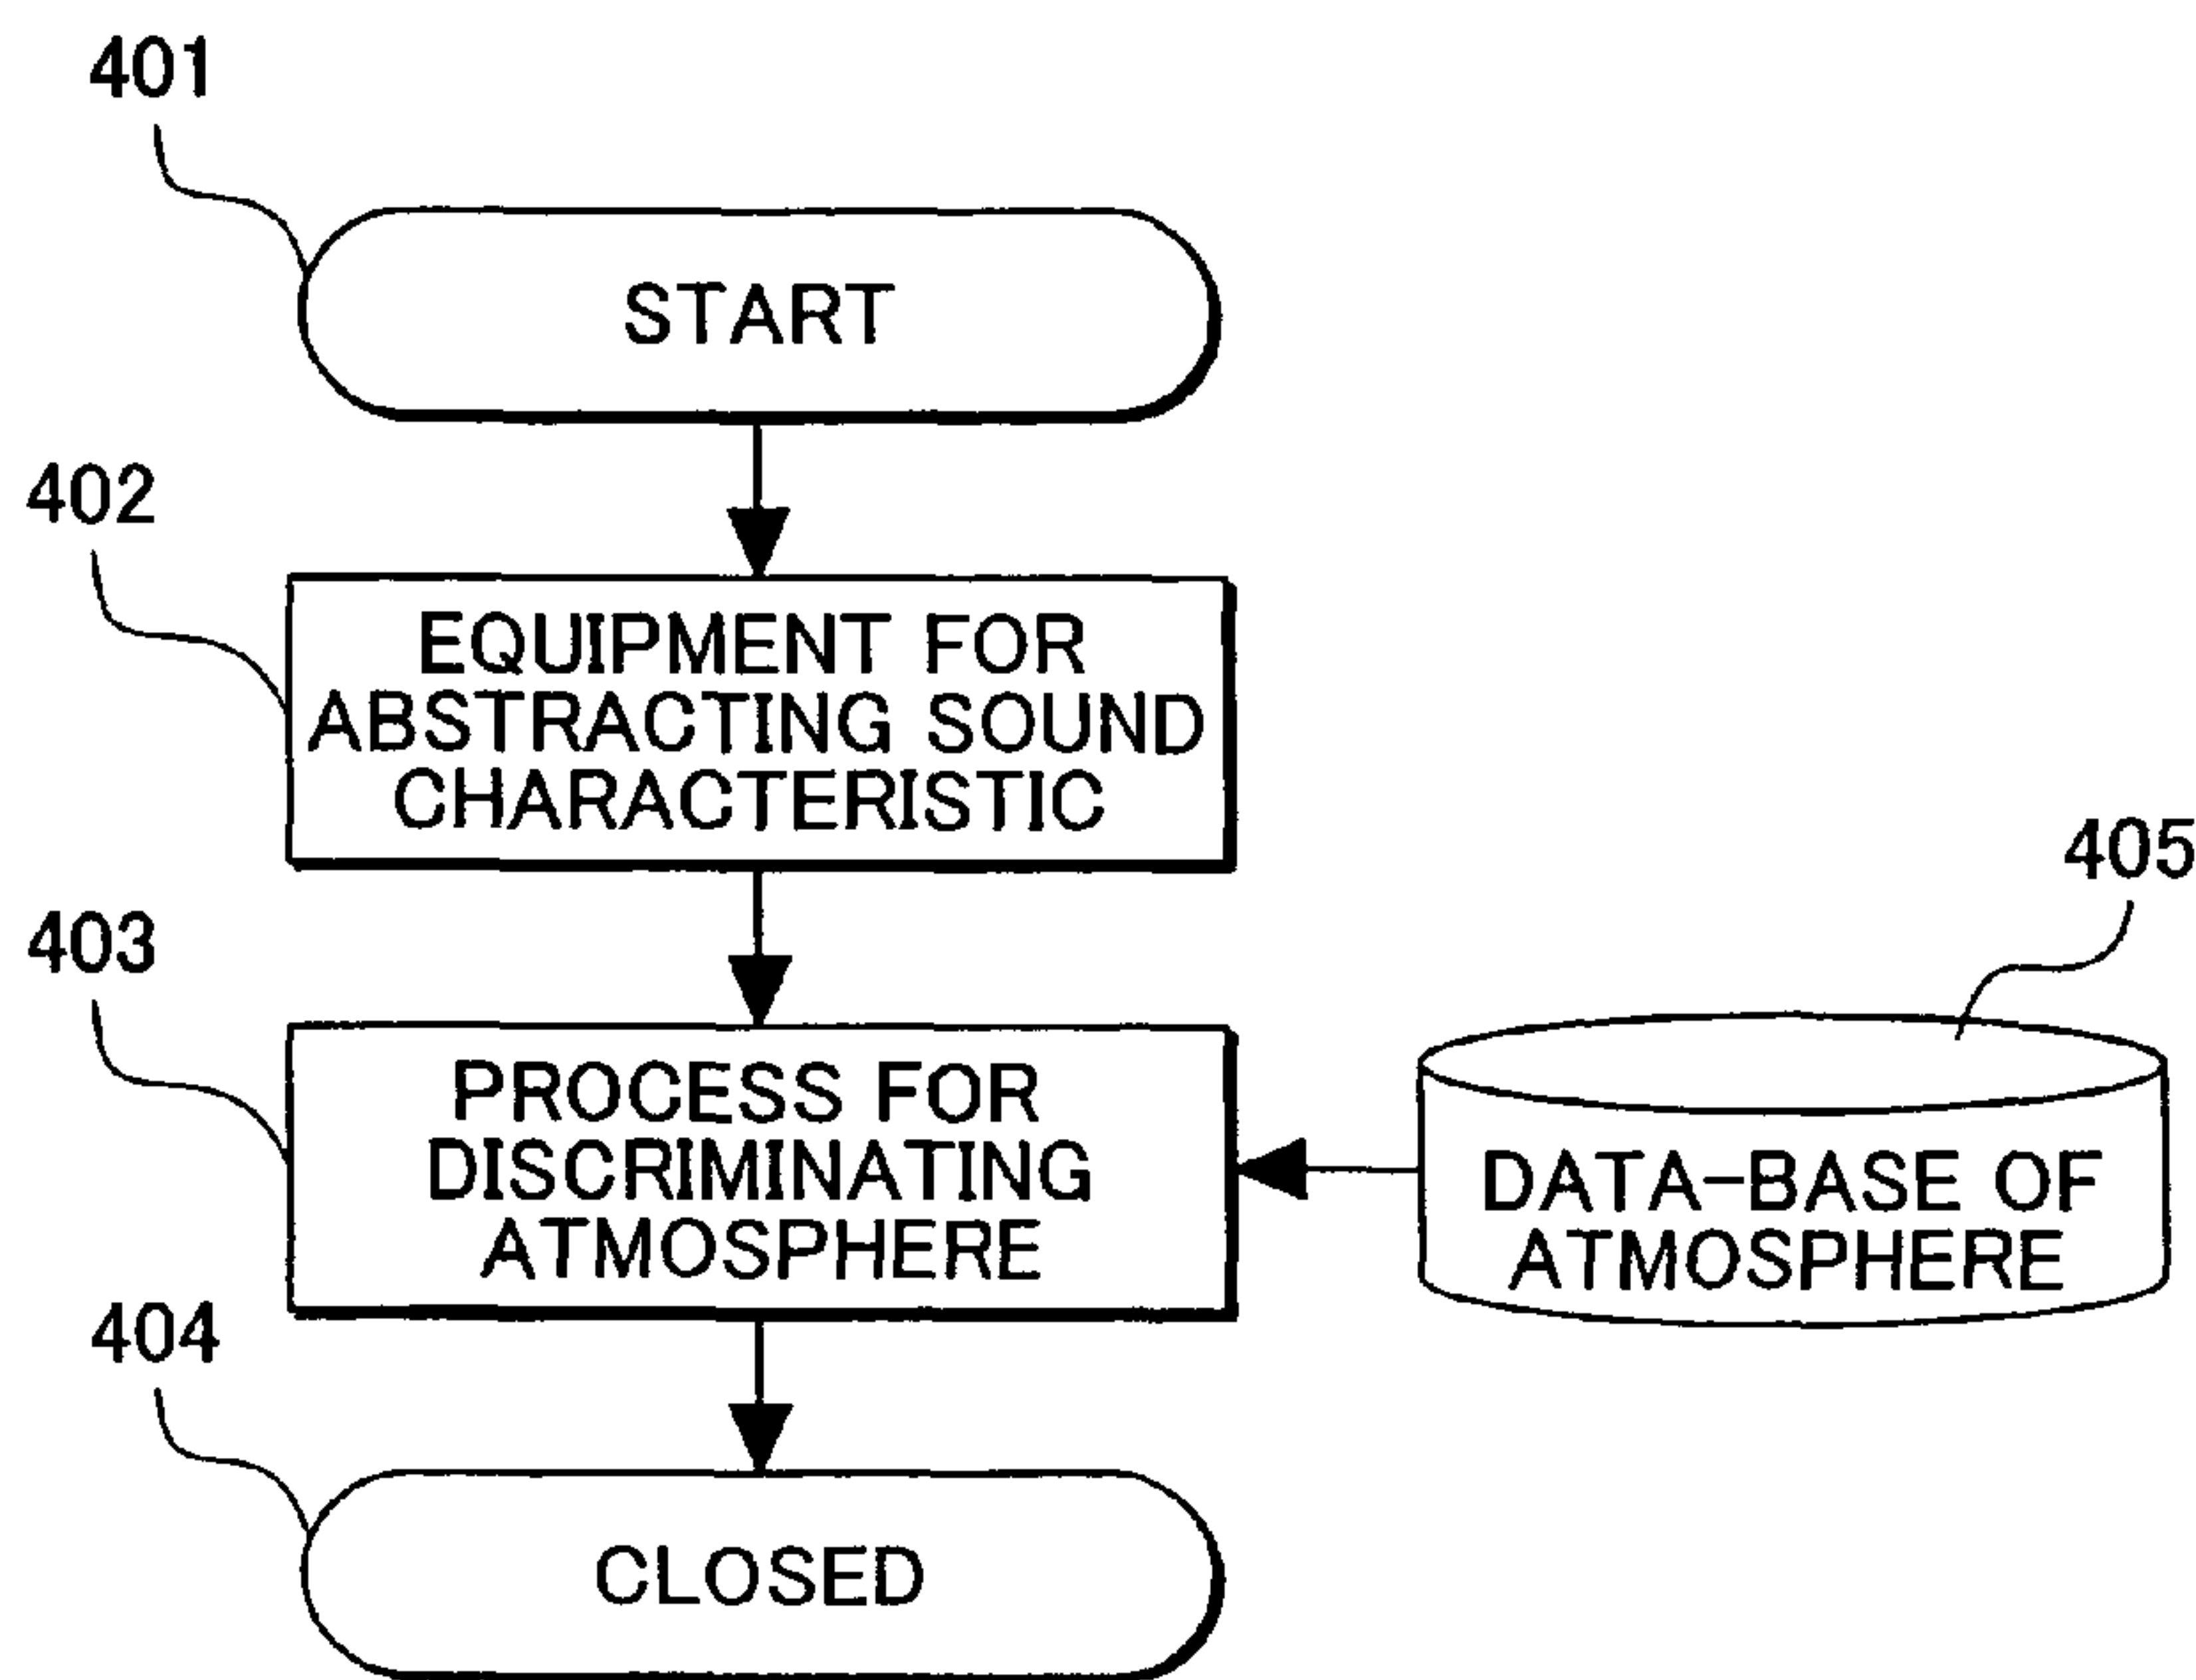 401
START
402
EQUIPMENT FOR
ABSTRACTING SOUND
CHARACTERISTIC
405
403
PROCESS FOR
DISCRIMINATING
ATMOSPHERE
DATA-BASE OF
ATMOSPHERE
404
CLOSED